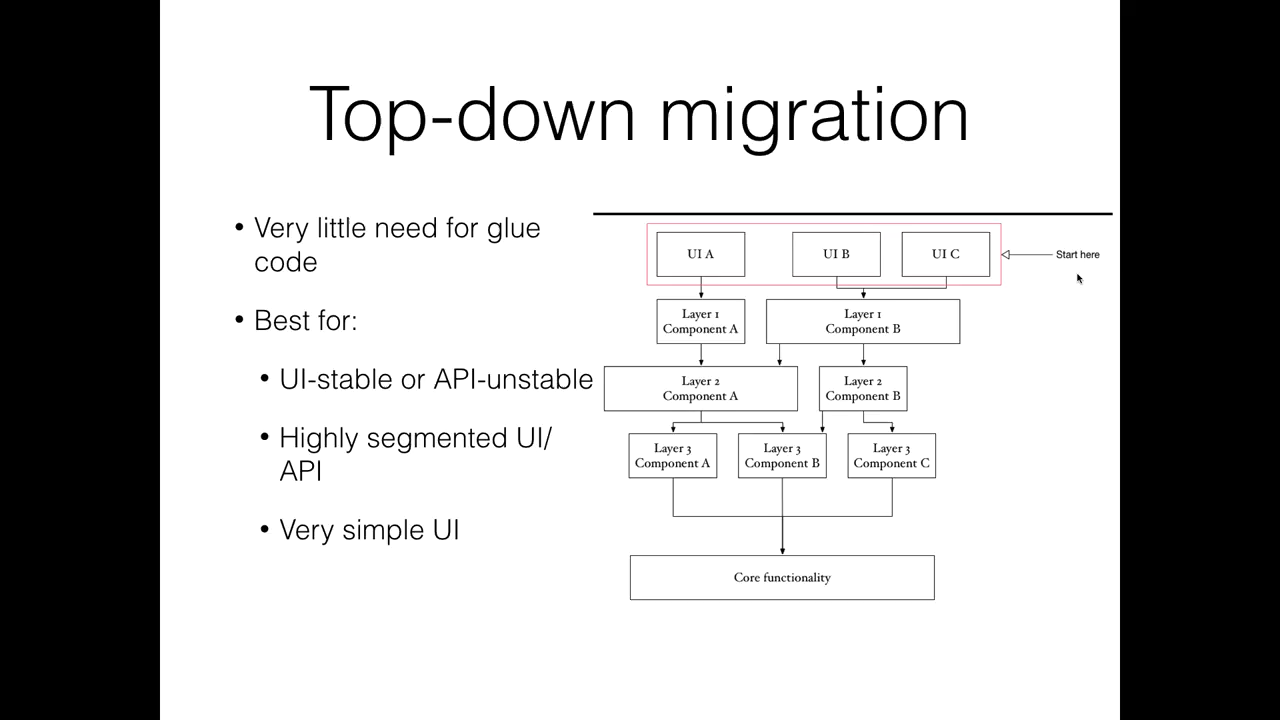 Top-down migration
• Very little need for glue
code
• Best for:
• UI-stable or API-unstable
• Highly segmented UI/
API
• Very simple UI
UI A
UI B
UI C
Start here
Layer 1
Component A
Layer 1
Component B
Layer 2
Component A
Layer 2
Component B
Layer 3
Component A
Layer 3
Component B
Layer 3
Component C
Core functionality